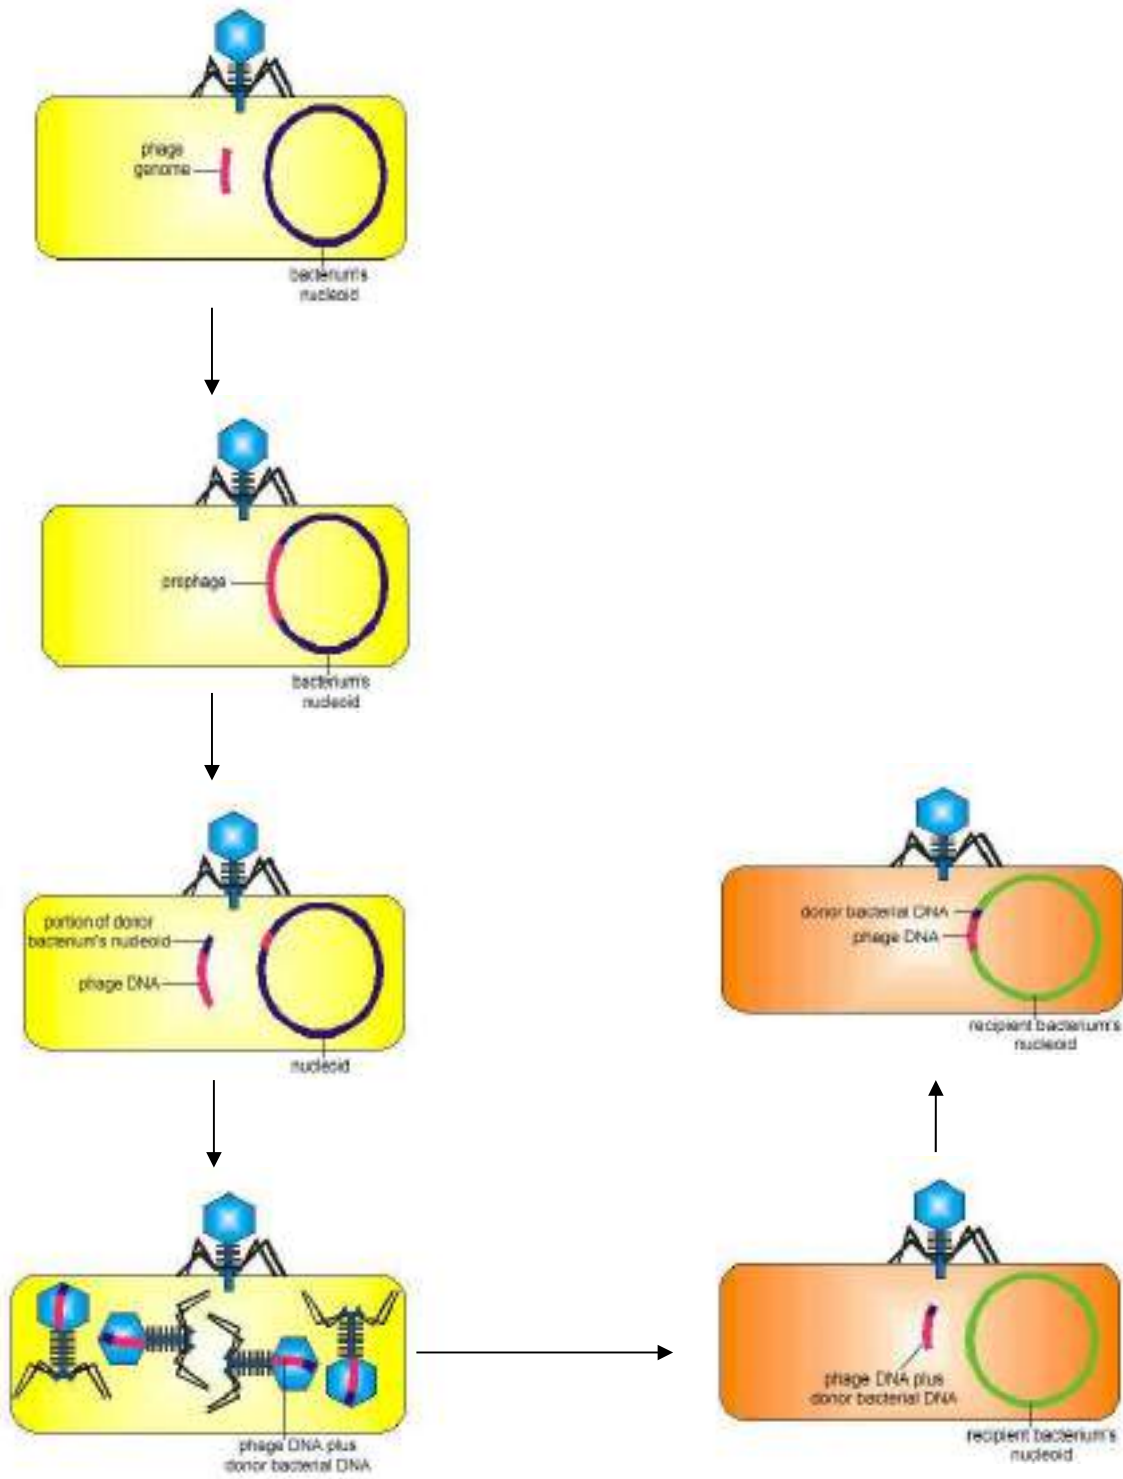 phage
genome
bacterium's
nucleoid
prophage
bacterium's
nucleoid
portion of donor
bacterium's nucleoid
phage DNA
nucleoid
phage DNA plus
donor bacterial DNA
phage DNA plus
donor bacterial DNA
recipient bacterium's
nucleoid
donor bacterial DNA
phage DNA
recipient bacterium's
nucleoid